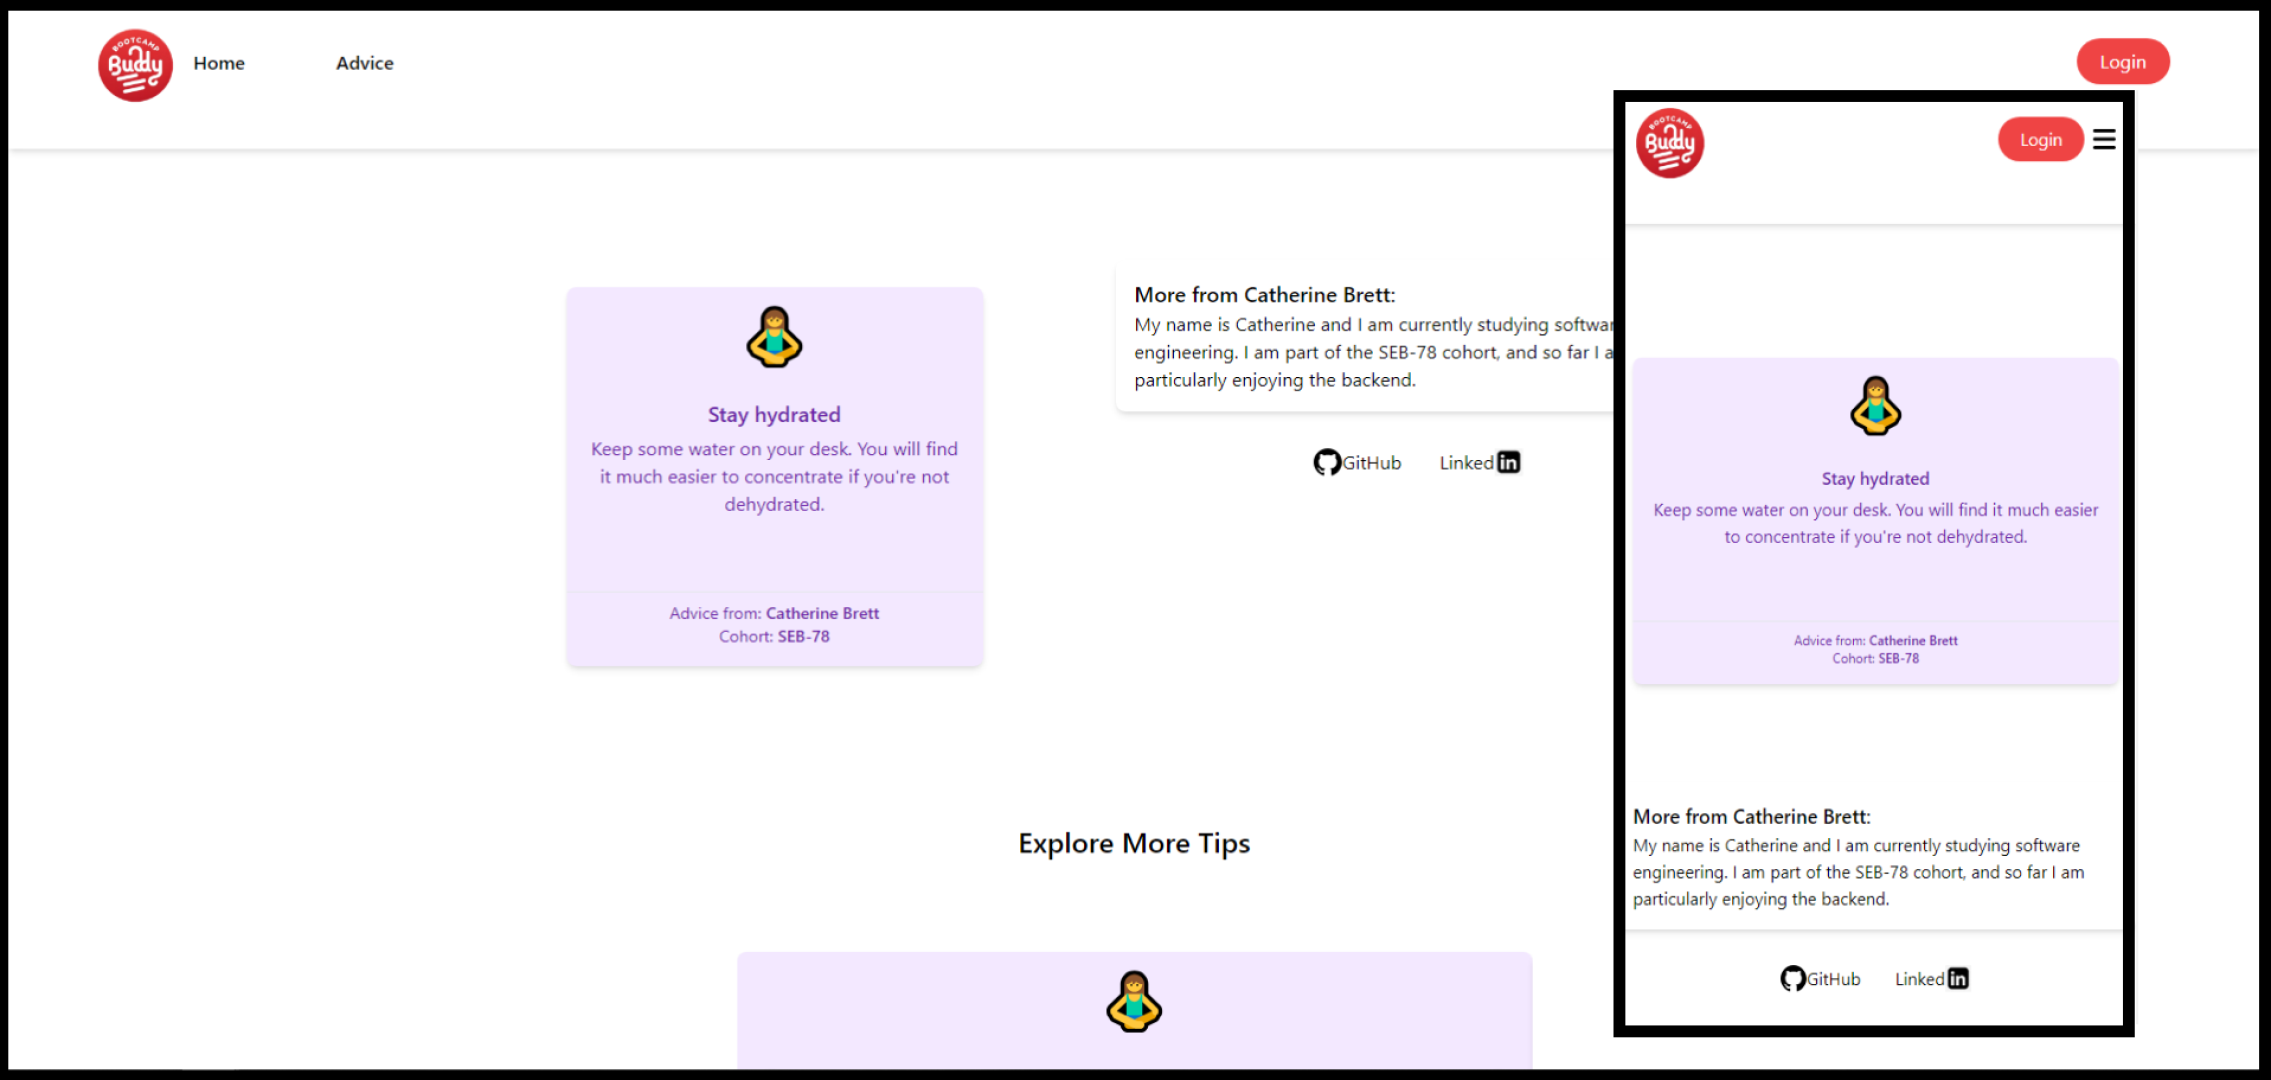 BOOTCAMP
Buddy
Home
Advice
Login
Stay hydrated
Keep some water on your desk. You will find
it much easier to concentrate if you're not
dehydrated.
Advice from: Catherine Brett
Cohort: SEB-78
More from Catherine Brett:
My name is Catherine and I am currently studying softwar
engineering. I am part of the SEB-78 cohort, and so far I a
particularly enjoying the backend.
GitHub
Linked in
Explore More Tips
BOOTCAMP
Buddy
Login
Stay hydrated
Keep some water on your desk. You will find it much easier
to concentrate if you're not dehydrated.
Advice from: Catherine Brett
Cohort: SEB-78
More from Catherine Brett:
My name is Catherine and I am currently studying software
engineering. I am part of the SEB-78 cohort, and so far I am
particularly enjoying the backend.
GitHub
Linked in